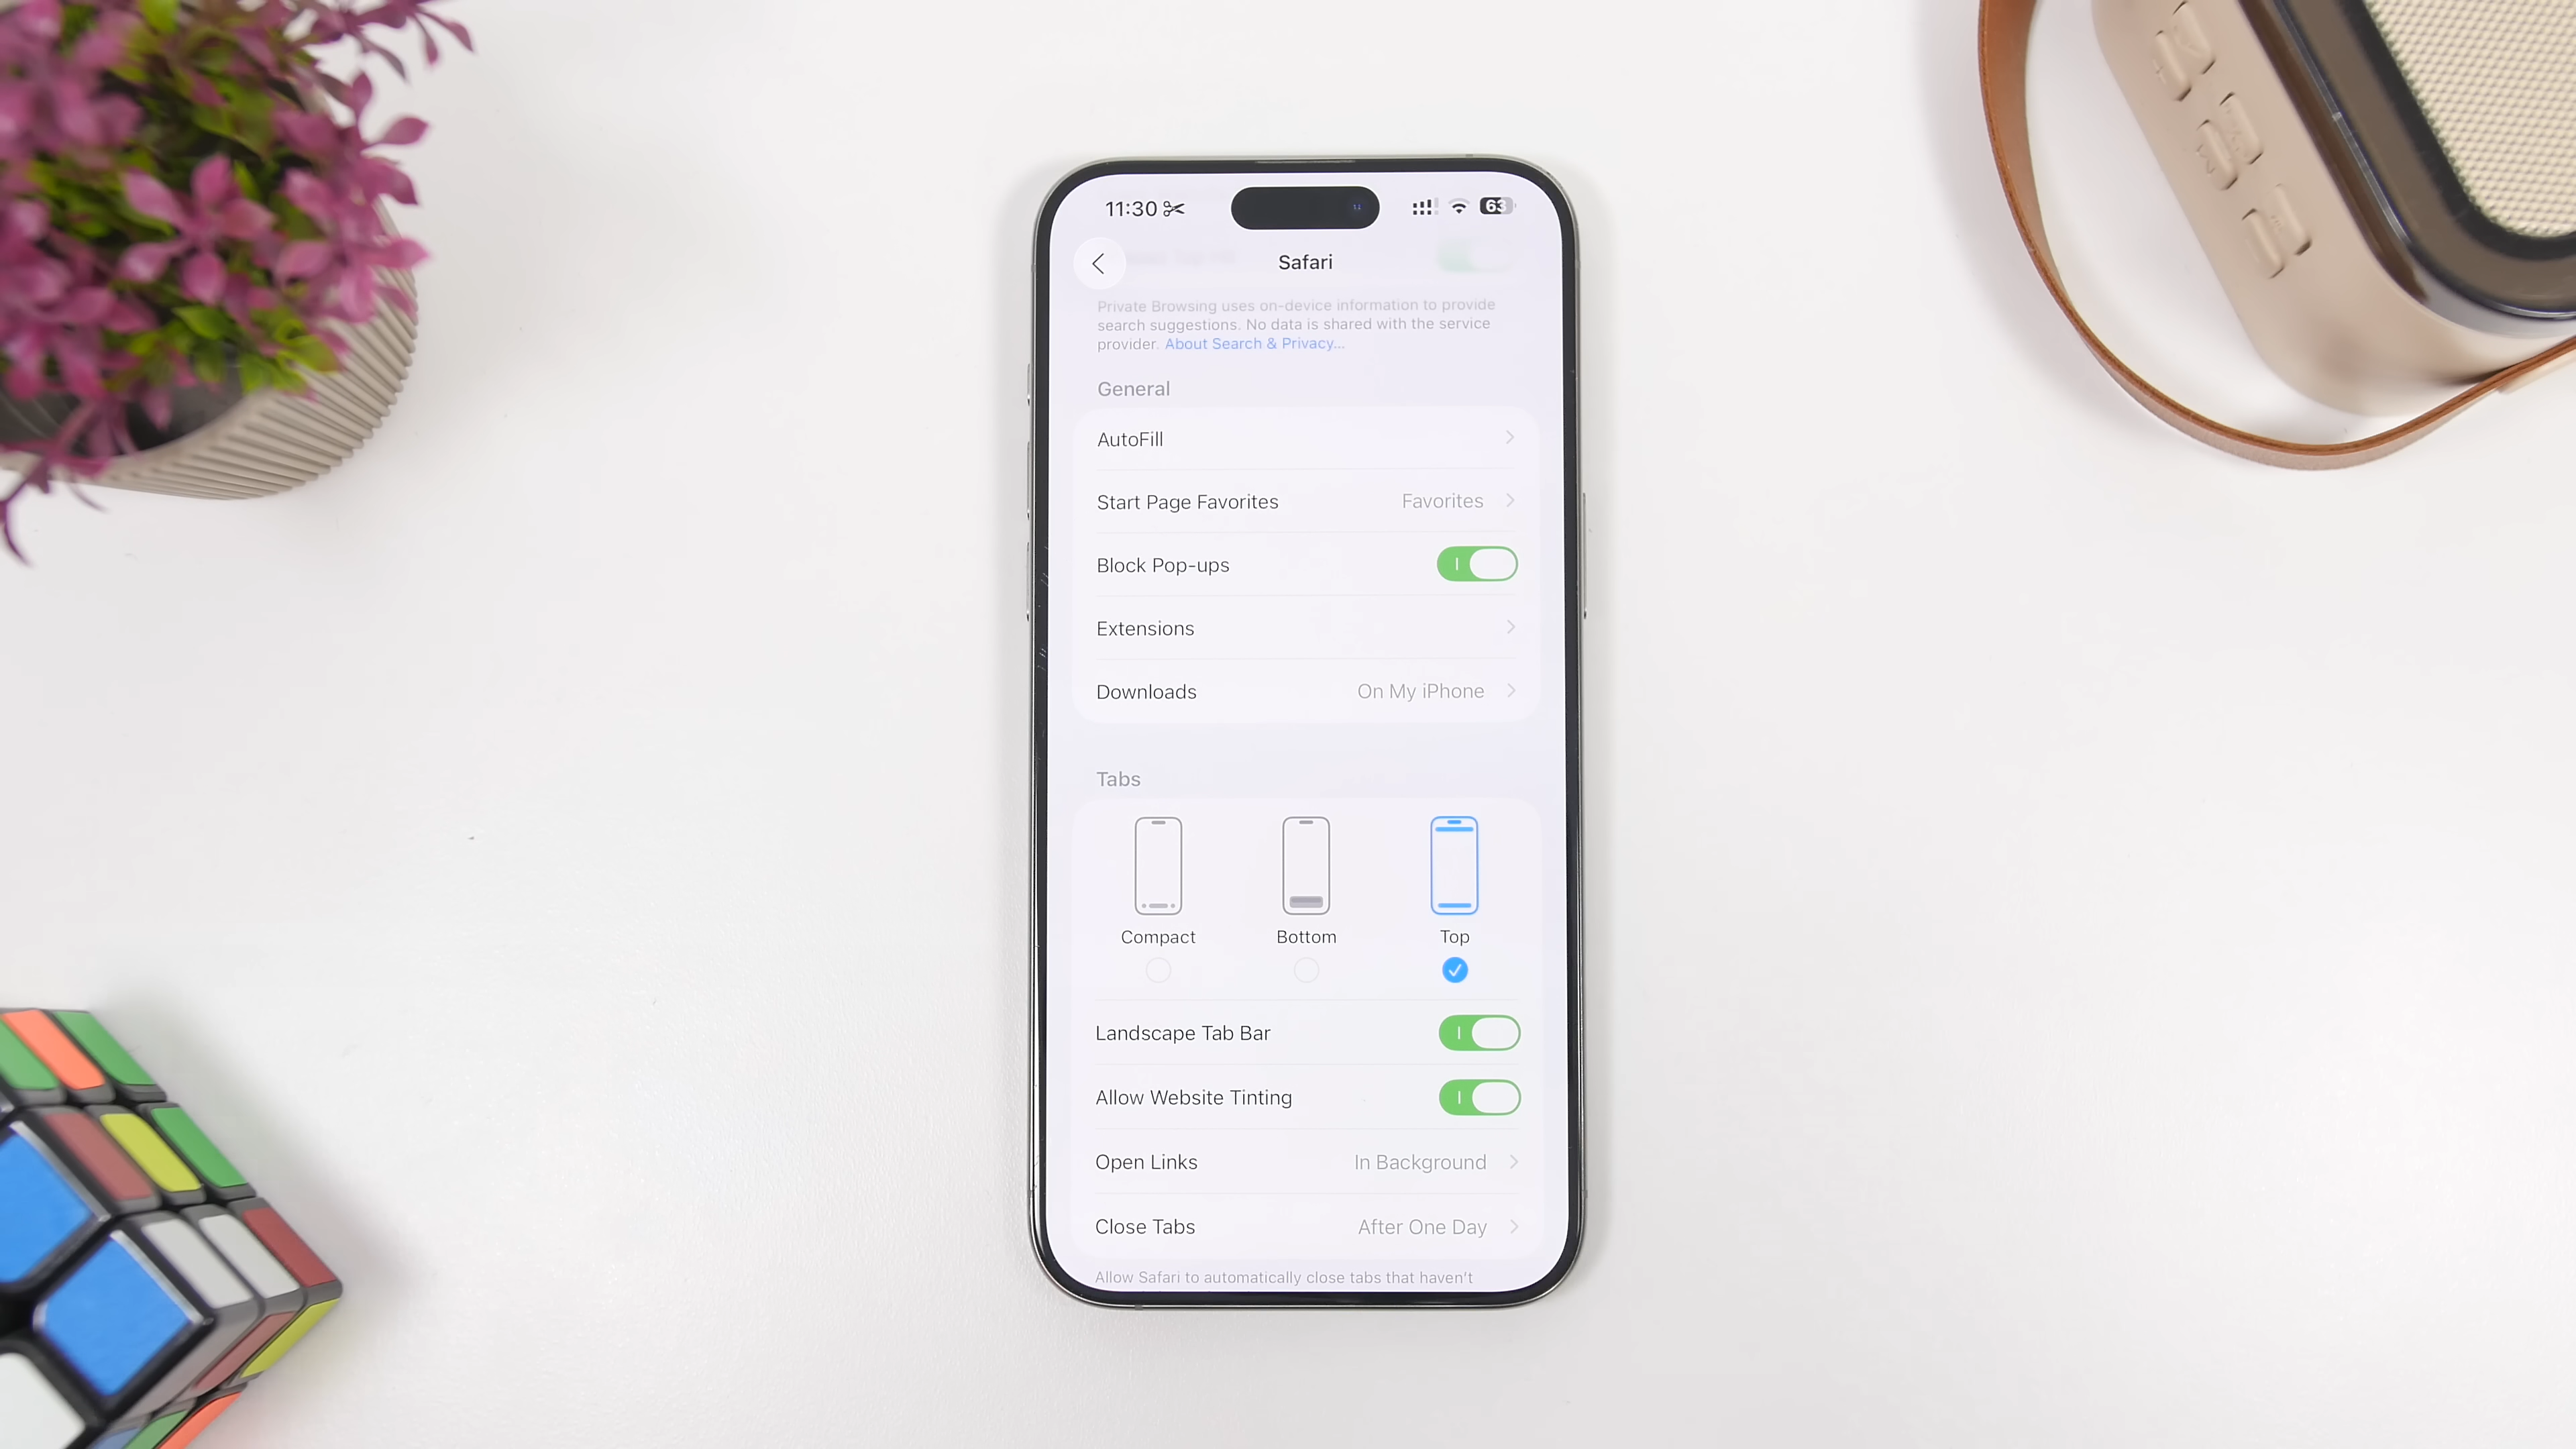 11:30
63
Safari
Private Browsing uses on-device information to provide
search suggestions. No data is shared with the service
provider. About Search & Privacy...
General
AutoFill
Start Page Favorites Favorites
Block Pop-ups
Extensions
Downloads On My iPhone
Tabs
Compact Bottom Top
Landscape Tab Bar
Allow Website Tinting
Open Links In Background
Close Tabs After One Day
Allow Safari to automatically close tabs that haven't